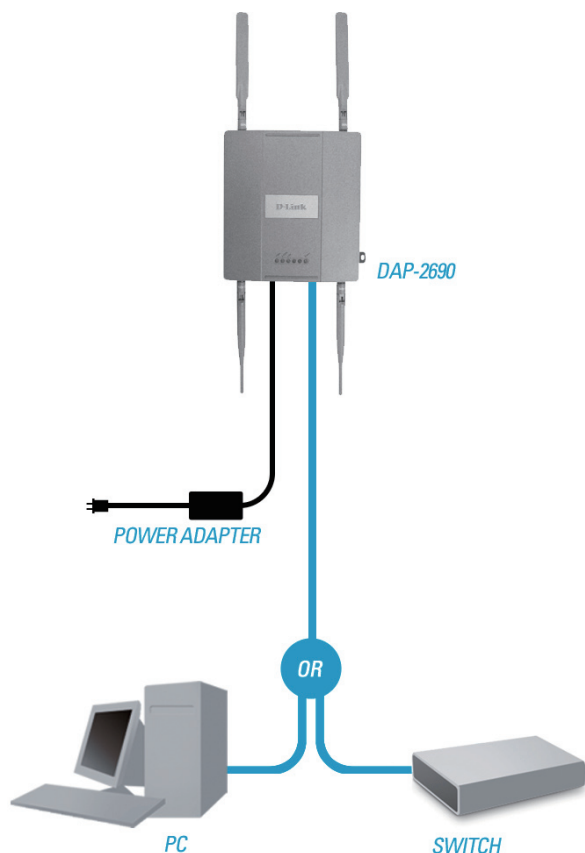 D-Link
DAP-2690
POWER ADAPTER
OR
PC
SWITCH